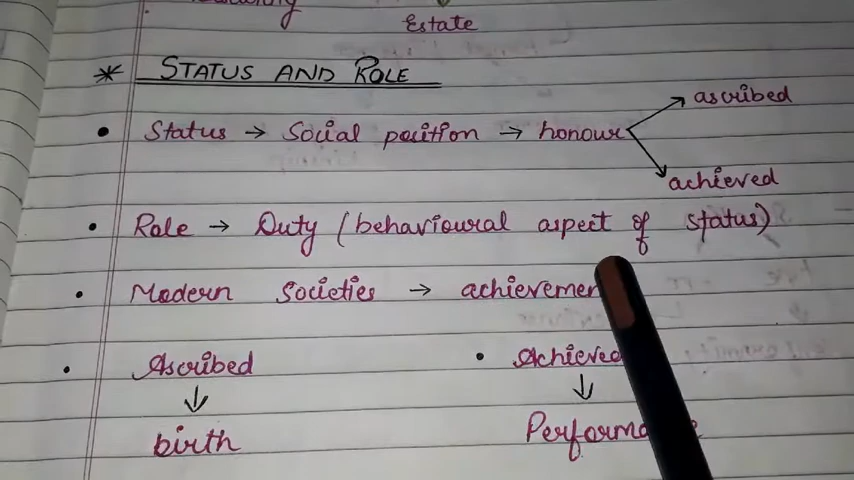 Estate
* STATUS AND ROLE
→ ascribed
• Status → Social position → honour
→ achieved
• Role → Duty (behavioural aspect of status)
• Modern Societies → achievemen
• Ascribed • Achieved
↓ ↓
birth Performa